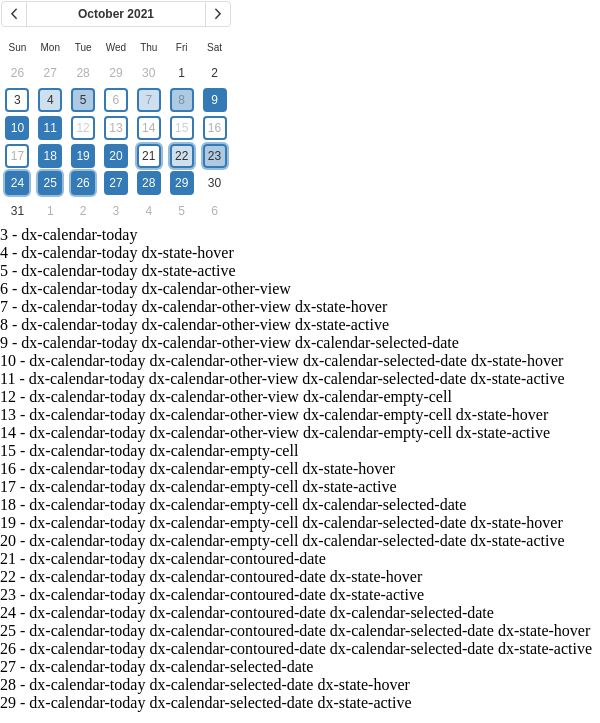 October 2021
Sun Mon Tue Wed Thu Fri Sat
26 27 28 29 30 1 2
3 4 5 6 7 8 9
10 11 12 13 14 15 16
17 18 19 20 21 22 23
24 25 26 27 28 29 30
31 1 2 3 4 5 6
3 - dx-calendar-today
4 - dx-calendar-today dx-state-hover
5 - dx-calendar-today dx-state-active
6 - dx-calendar-today dx-calendar-other-view
7 - dx-calendar-today dx-calendar-other-view dx-state-hover
8 - dx-calendar-today dx-calendar-other-view dx-state-active
9 - dx-calendar-today dx-calendar-other-view dx-calendar-selected-date
10 - dx-calendar-today dx-calendar-other-view dx-calendar-selected-date dx-state-hover
11 - dx-calendar-today dx-calendar-other-view dx-calendar-selected-date dx-state-active
12 - dx-calendar-today dx-calendar-other-view dx-calendar-empty-cell
13 - dx-calendar-today dx-calendar-other-view dx-calendar-empty-cell dx-state-hover
14 - dx-calendar-today dx-calendar-other-view dx-calendar-empty-cell dx-state-active
15 - dx-calendar-today dx-calendar-empty-cell
16 - dx-calendar-today dx-calendar-empty-cell dx-state-hover
17 - dx-calendar-today dx-calendar-empty-cell dx-state-active
18 - dx-calendar-today dx-calendar-empty-cell dx-calendar-selected-date
19 - dx-calendar-today dx-calendar-empty-cell dx-calendar-selected-date dx-state-hover
20 - dx-calendar-today dx-calendar-empty-cell dx-calendar-selected-date dx-state-active
21 - dx-calendar-today dx-calendar-contoured-date
22 - dx-calendar-today dx-calendar-contoured-date dx-state-hover
23 - dx-calendar-today dx-calendar-contoured-date dx-state-active
24 - dx-calendar-today dx-calendar-contoured-date dx-calendar-selected-date
25 - dx-calendar-today dx-calendar-contoured-date dx-calendar-selected-date dx-state-hover
26 - dx-calendar-today dx-calendar-contoured-date dx-calendar-selected-date dx-state-active
27 - dx-calendar-today dx-calendar-selected-date
28 - dx-calendar-today dx-calendar-selected-date dx-state-hover
29 - dx-calendar-today dx-calendar-selected-date dx-state-active